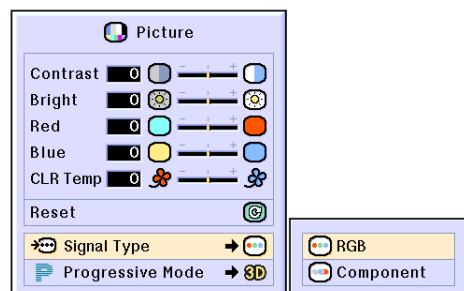 Picture
Contrast 0 - +
Bright 0 - +
Red 0 - +
Blue 0 - +
CLR Temp 0 - +
Reset
Signal Type
P Progressive Mode 3D
RGB
Component